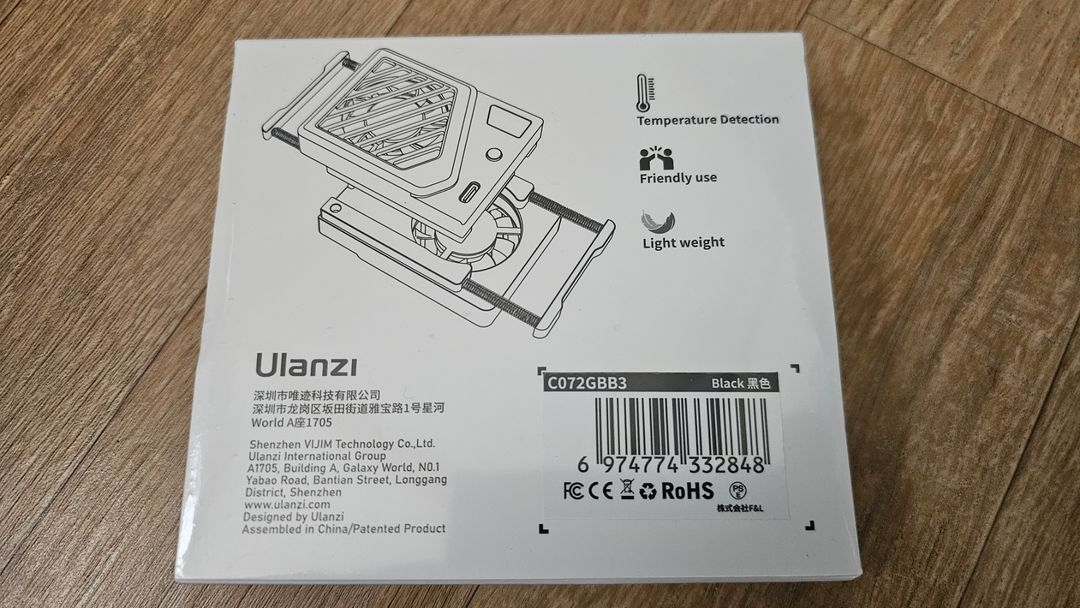 Temperature Detection
Friendly use
Light weight
Ulanzi
深圳市唯迹科技有限公司
深圳市龙岗区坂田街道雅宝路1号星河
World A座1705
Shenzhen VIJIM Technology Co.,Ltd.
Ulanzi International Group
A1705, Building A, Galaxy World, NO.1
Yabao Road, Bantian Street, Longgang
District, Shenzhen
www.ulanzi.com
Designed by Ulanzi
Assembled in China/Patented Product
C072GBB3 Black 黑色
6 974774 332848
FC CE RoHS PSE
株式会社F&L